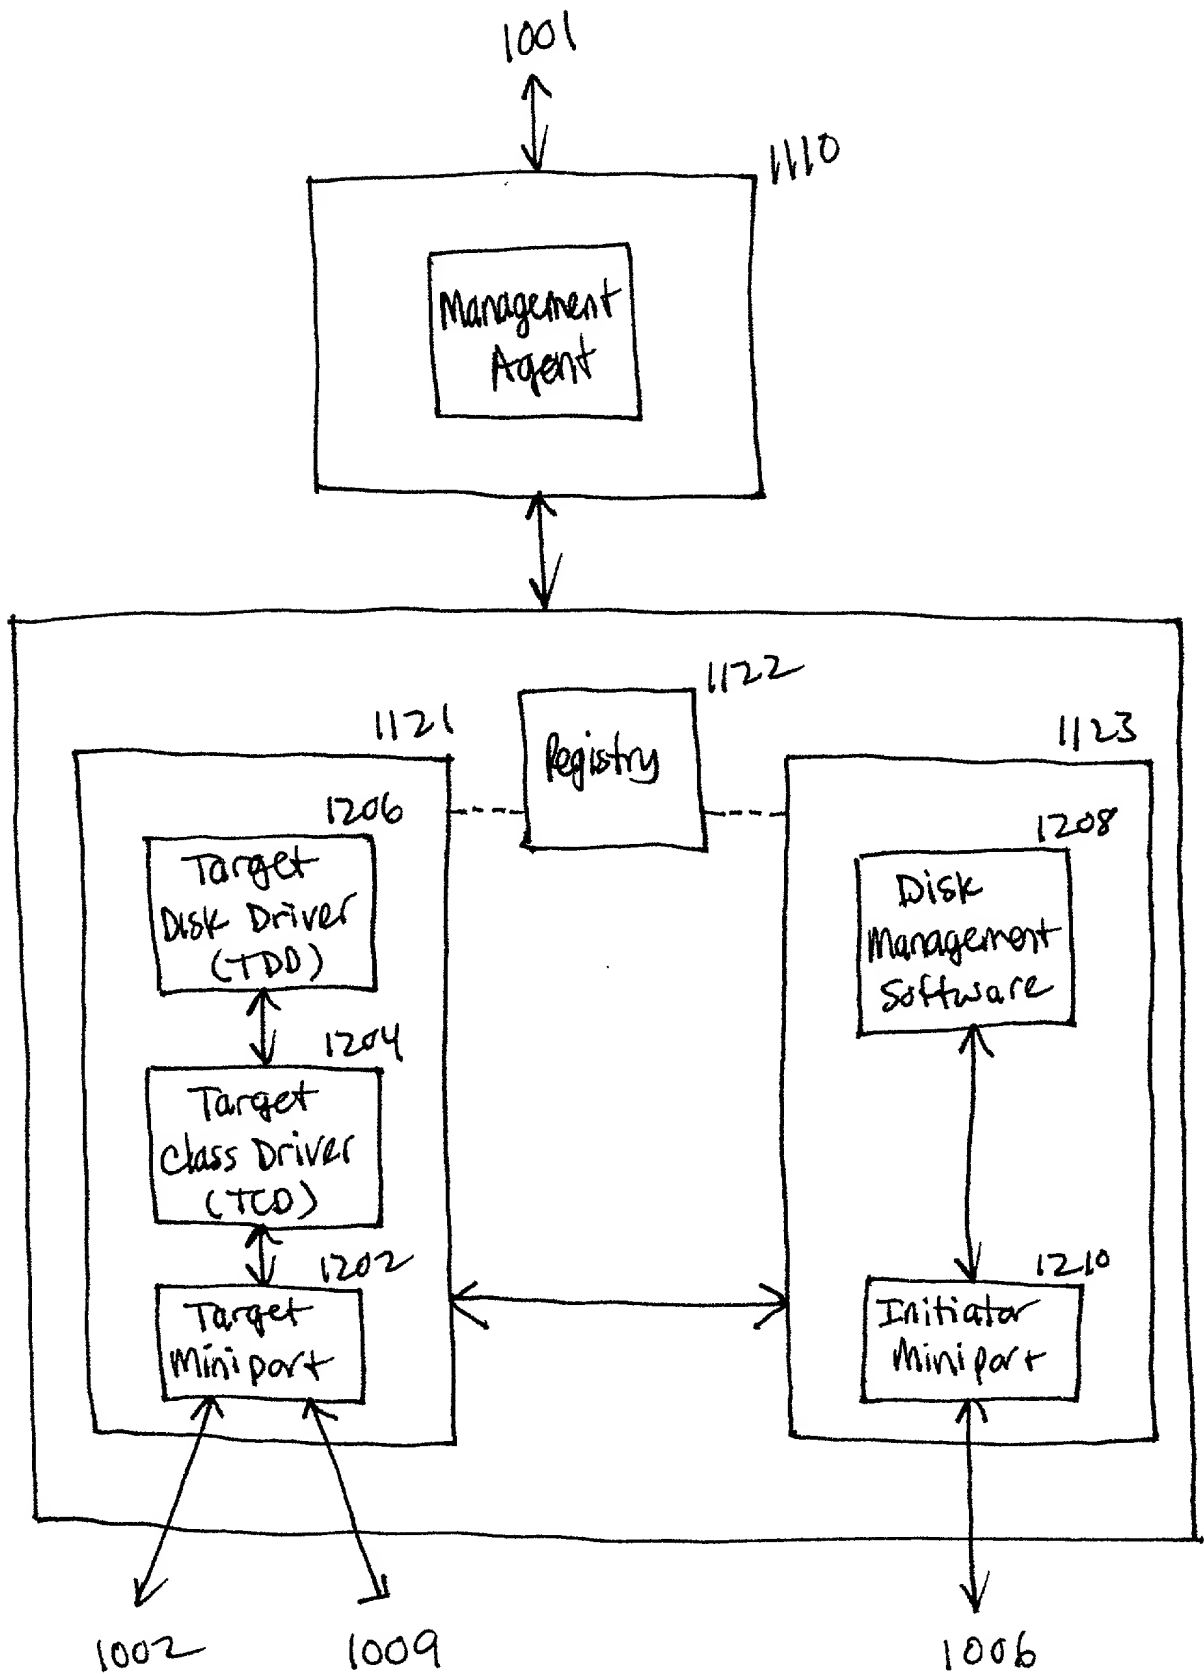 1001
1110
Management
Agent
1122
Registry
1121
1123
1206
Target
Disk Driver
(TDD)
1208
Disk
Management
Software
1204
Target
Class Driver
(TCD)
1202
Target
Miniport
1210
Initiator
Miniport
1002
1009
1006